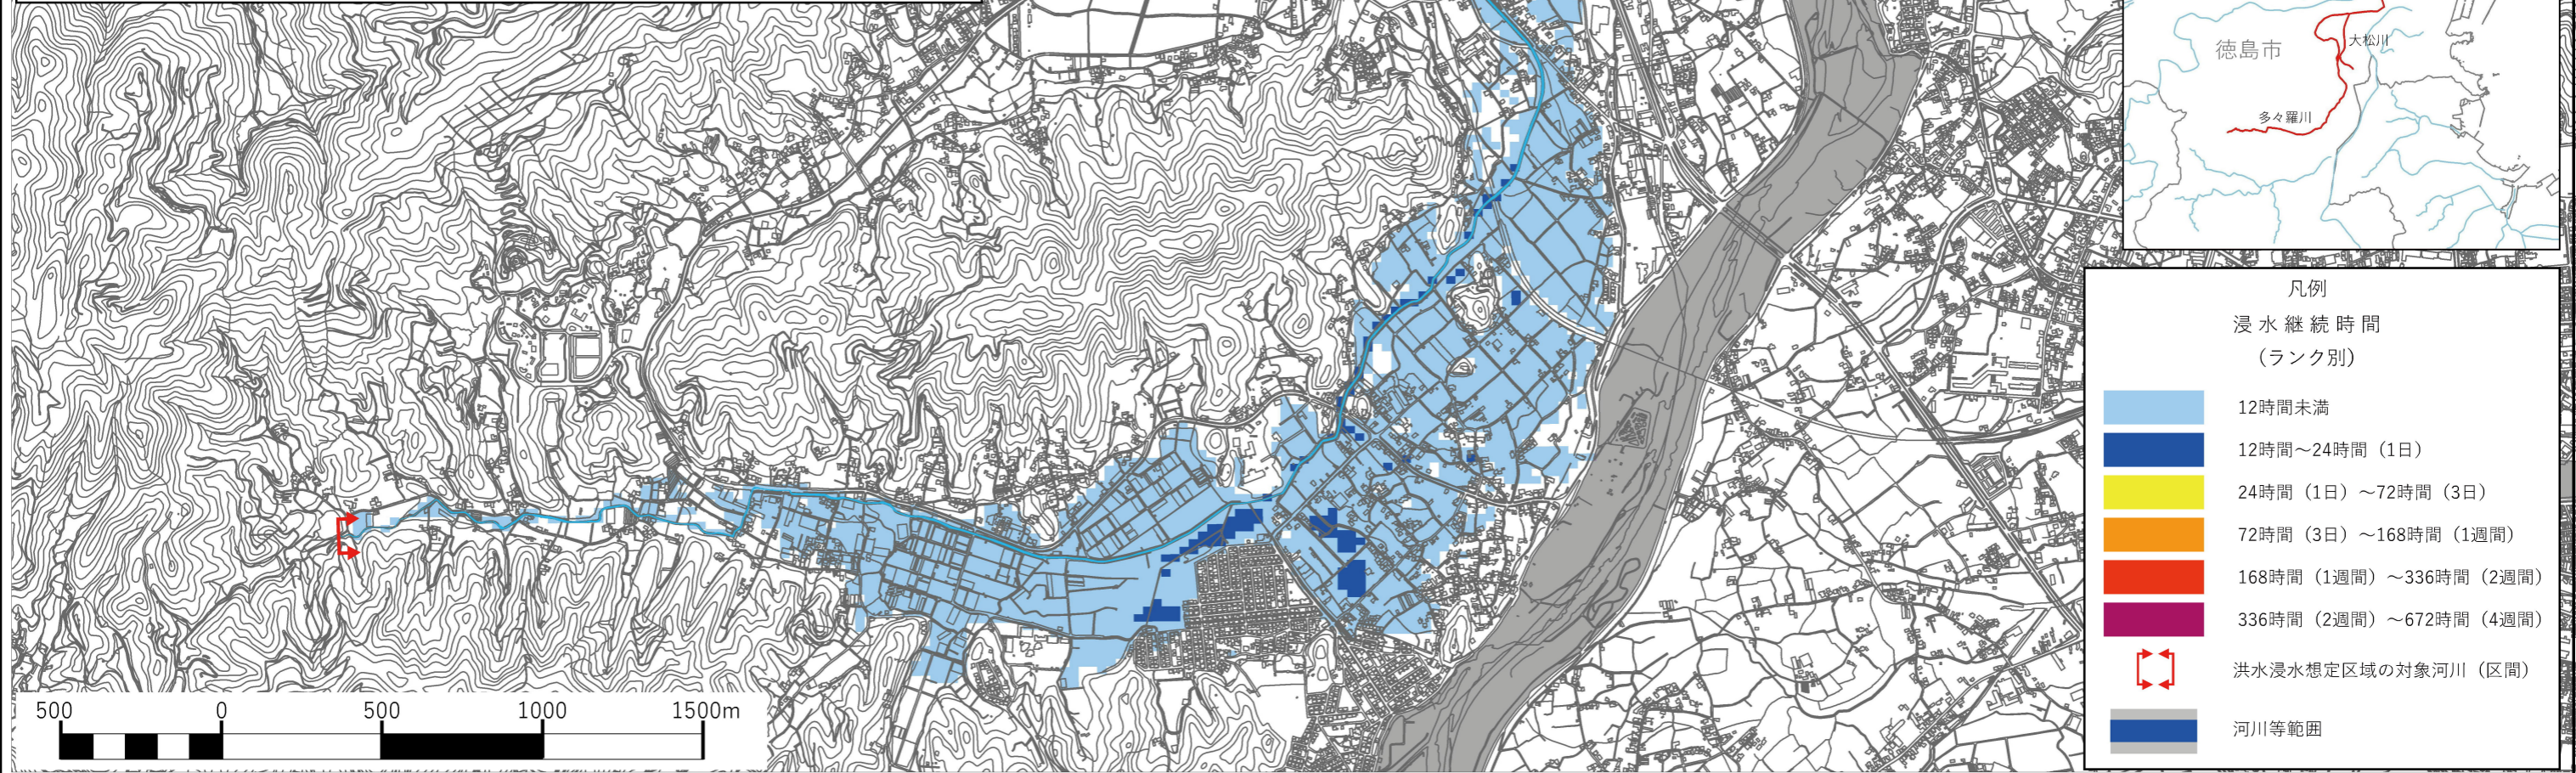 大松川
徳島市
多々羅川
凡例
浸水継続時間
(ランク別)
12時間未満
12時間~24時間(1日)
24時間(1日)~72時間(3日)
72時間(3日)~168時間(1週間)
168時間(1週間)~336時間(2週間)
336時間(2週間)~672時間(4週間)
洪水浸水想定区域の対象河川(区間)
河川等範囲
500 0 500 1000 1500m